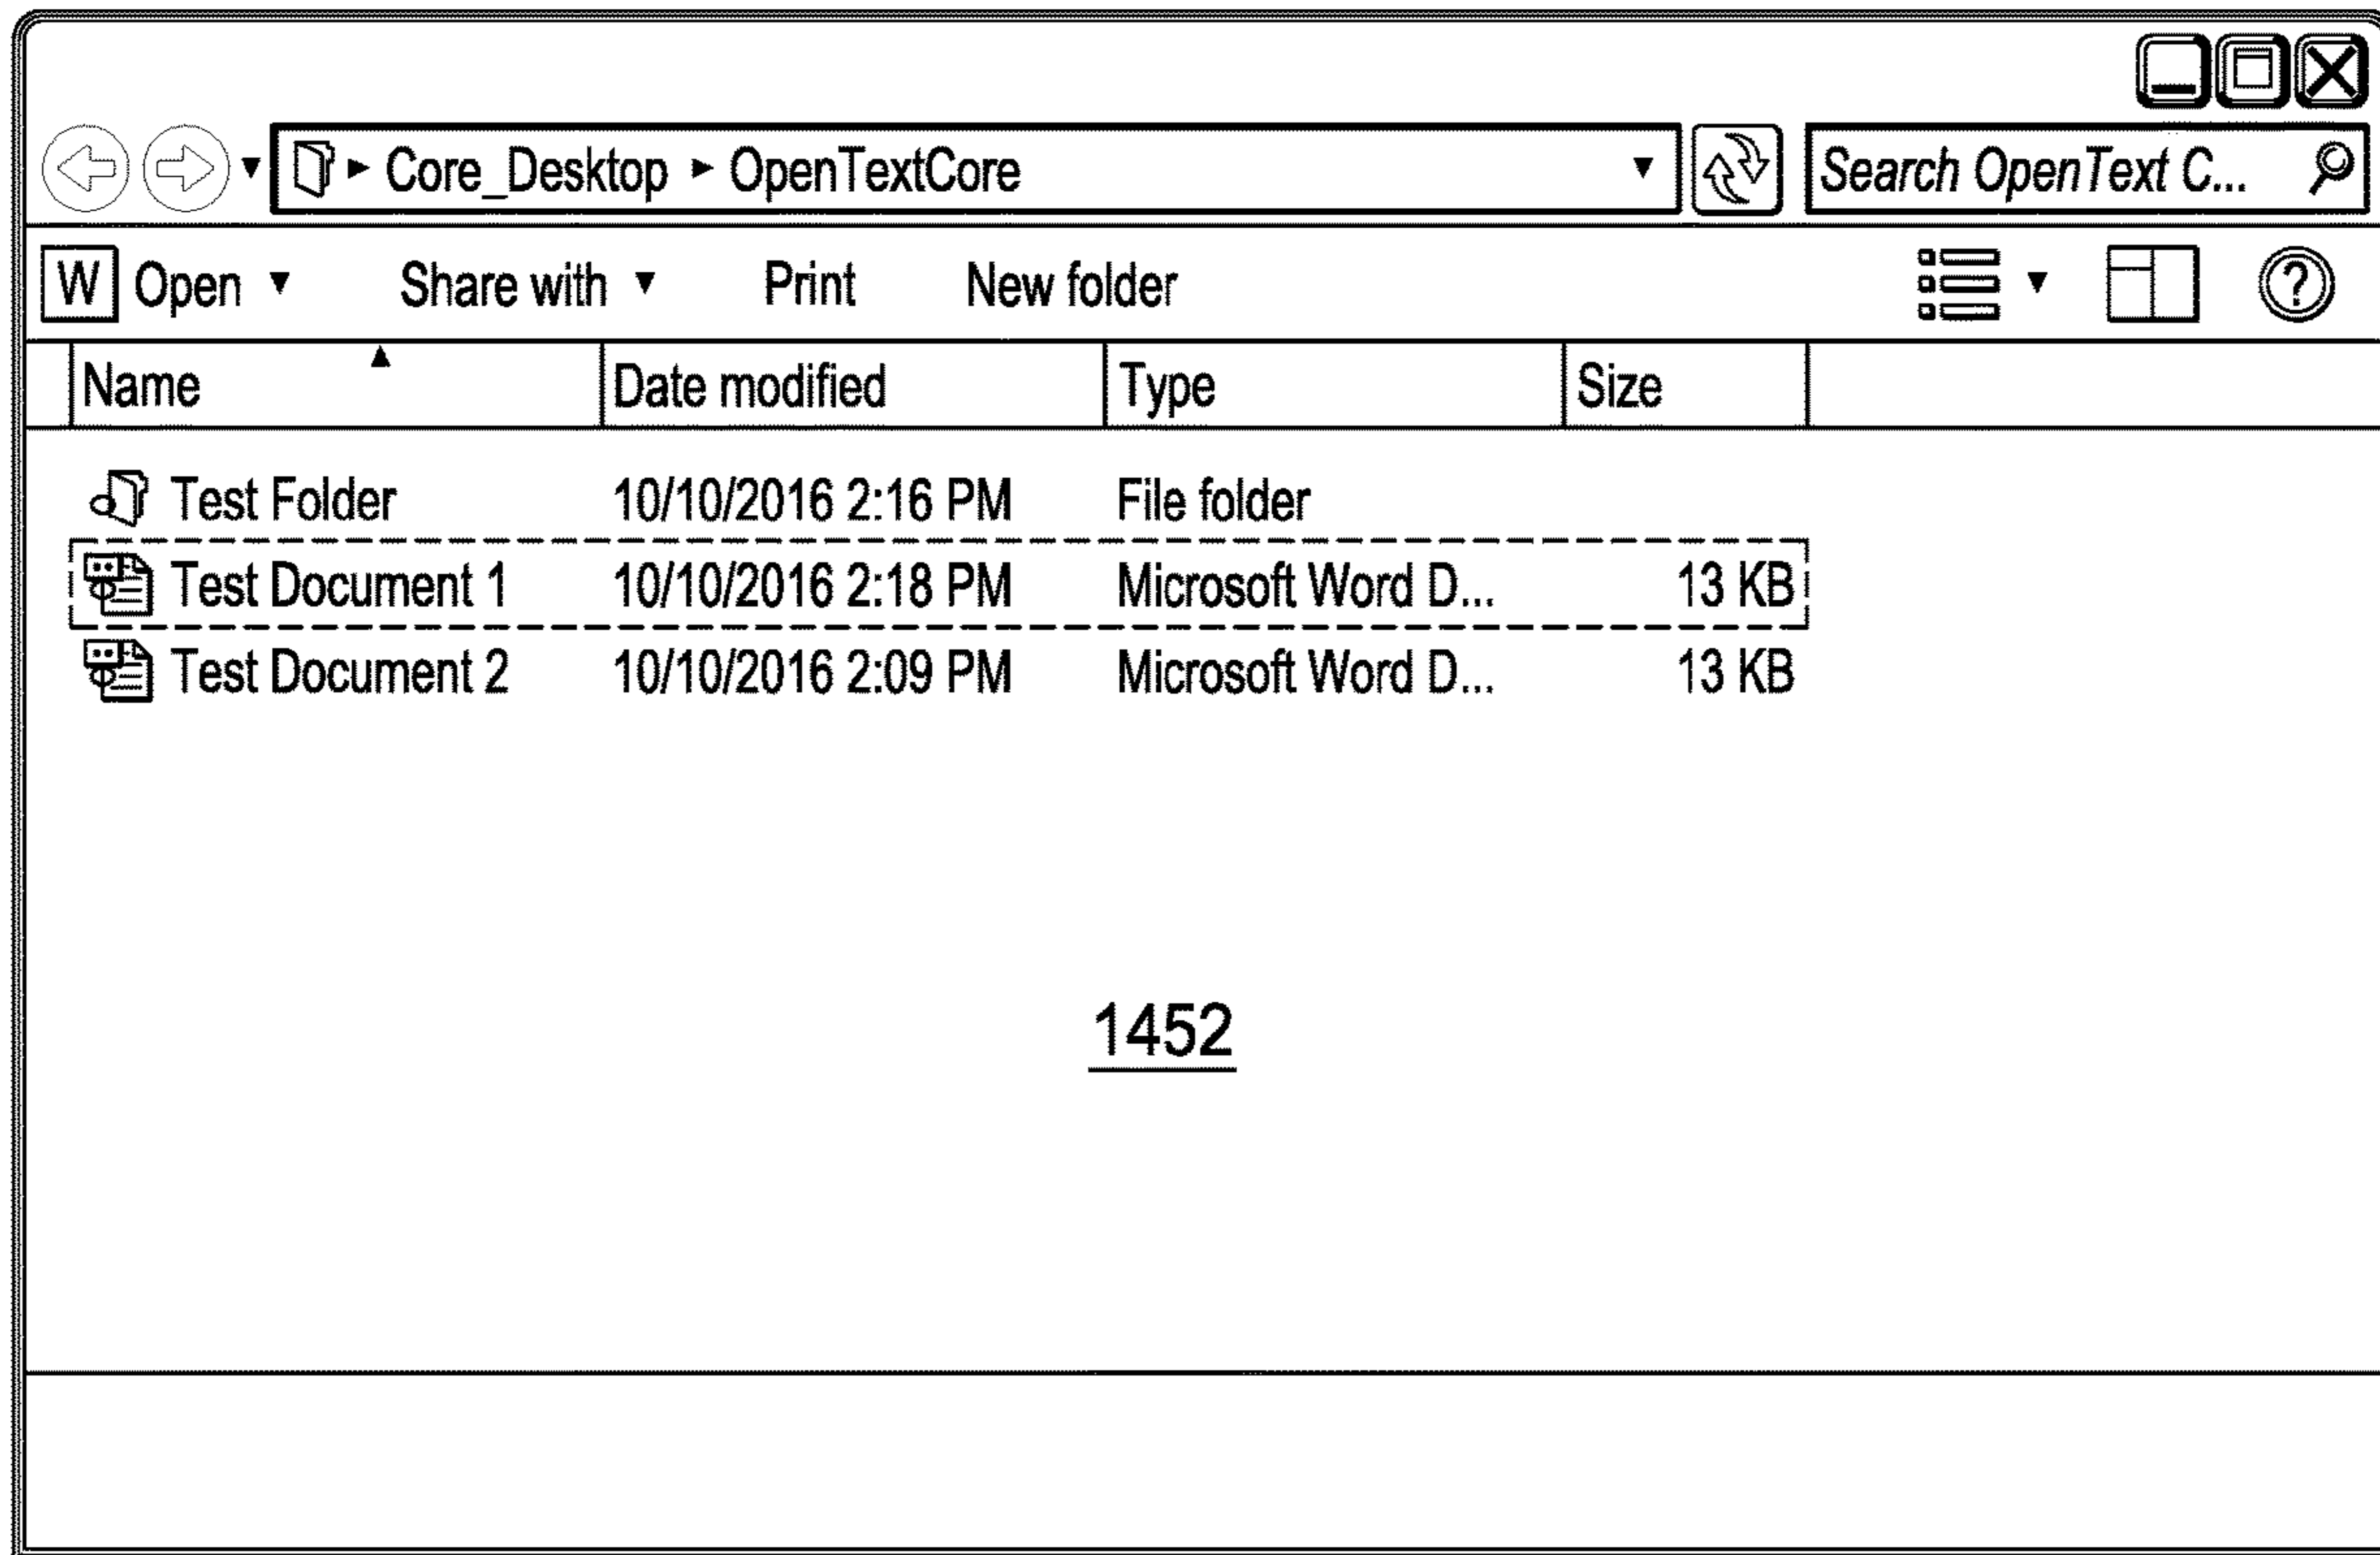 Core_Desktop OpenTextCore Search OpenText C...
W Open Share with Print New folder ?
Name Date modified Type Size
Test Folder 10/10/2016 2:16 PM File folder
Test Document 1 10/10/2016 2:18 PM Microsoft Word D... 13 KB
Test Document 2 10/10/2016 2:09 PM Microsoft Word D... 13 KB
1452